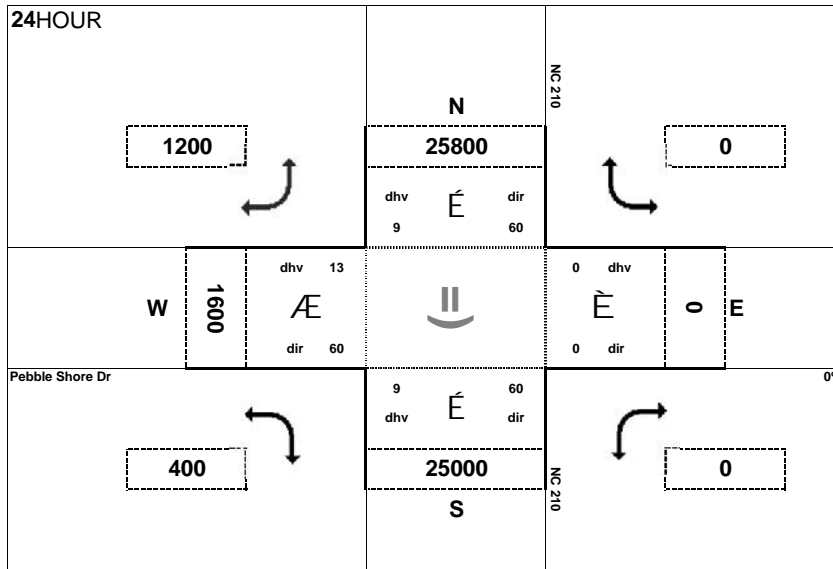 24HOUR
NC 210
N
1200
25800
0
dhv
É
dir
9
60
dhv 13
0 dhv
W
1600
Æ
È
0
E
dir 60
0 dir
Pebble Shore Dr
0
9
60
dhv
É
dir
400
25000
0
NC 210
S